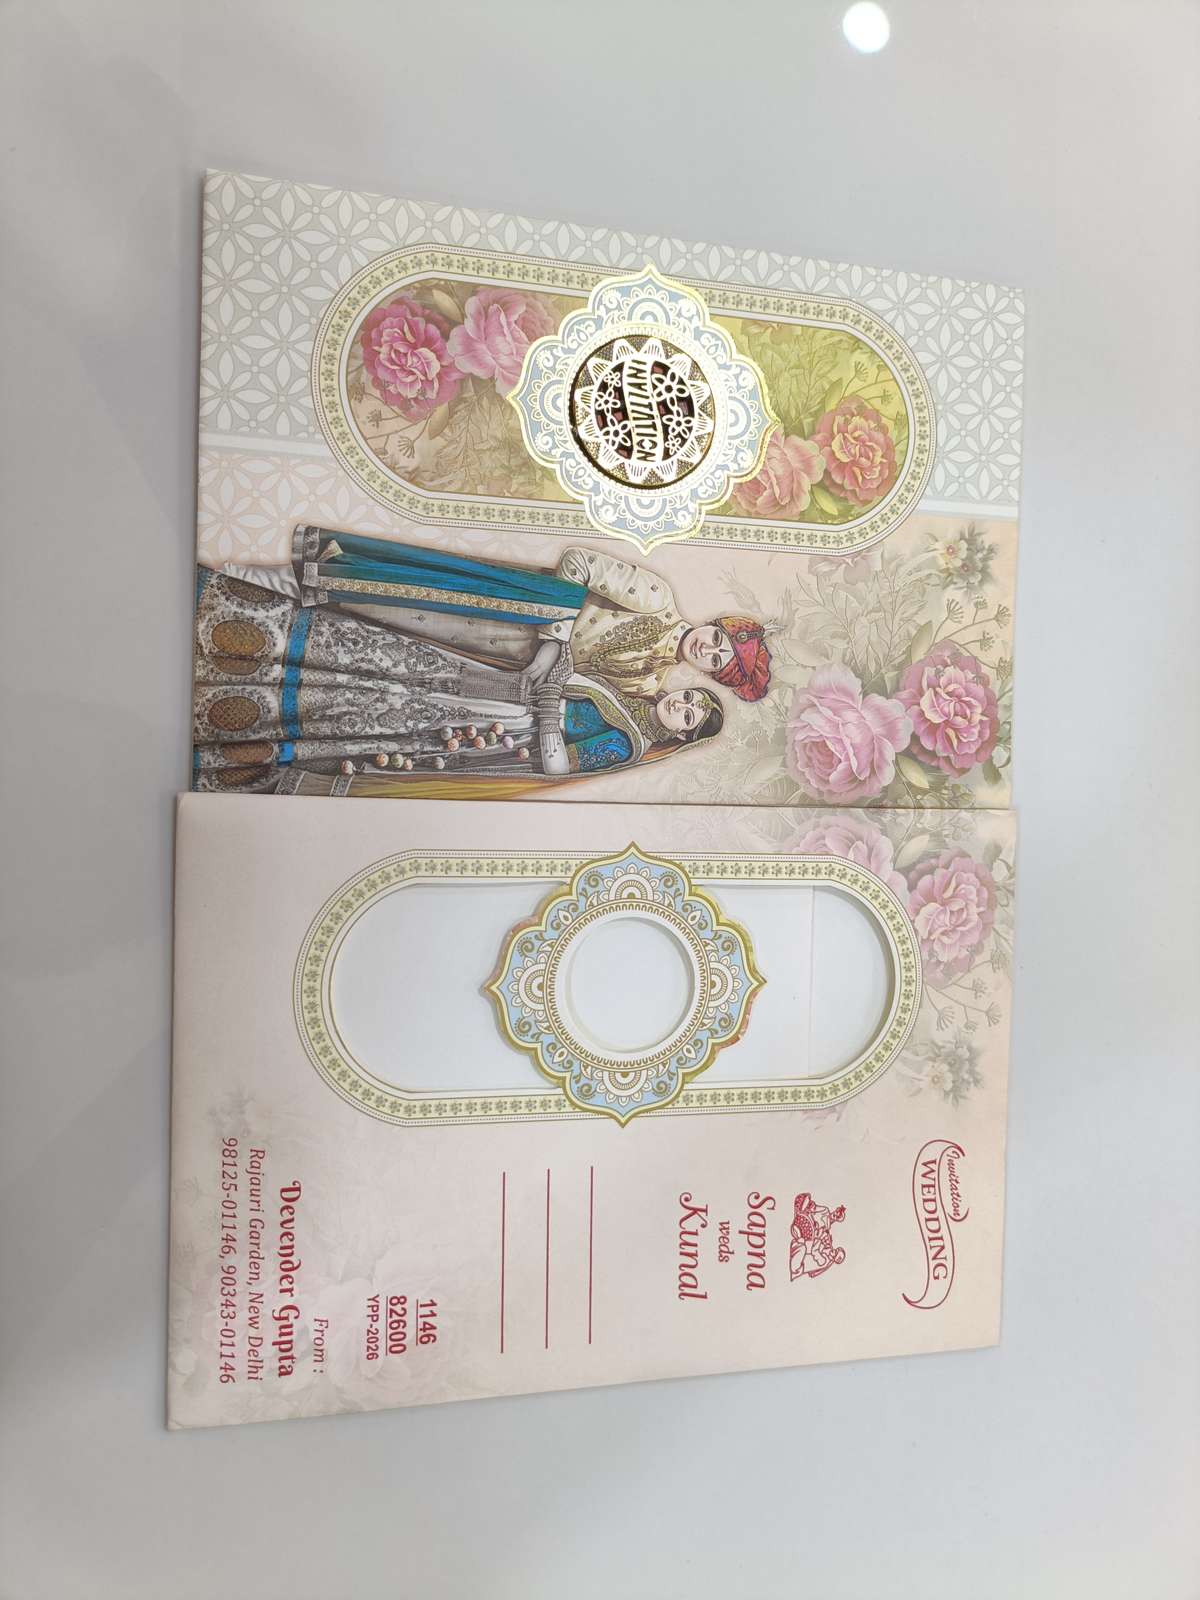 INVITATION
Invitation
WEDDING
Sapna
weds
Kunal
1146
82600
YPP-2026
From :
Devender Gupta
Rajauri Garden, New Delhi
98125-01146, 90343-01146